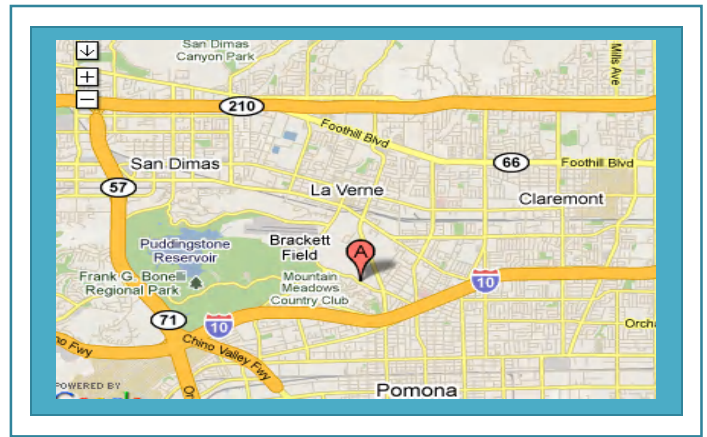 San Dimas
Canyon Park
Mills Ave
210
Foothill Blvd
66
Foothill Blvd
San Dimas
57
La Verne
Claremont
Puddingstone
Reservoir
Brackett
Field
A
Frank G. Bonelli
Regional Park
Mountain
Meadows
Country Club
10
71
10
Chino Valley Fwy
Fwy
POWERED BY
Google
Pomona